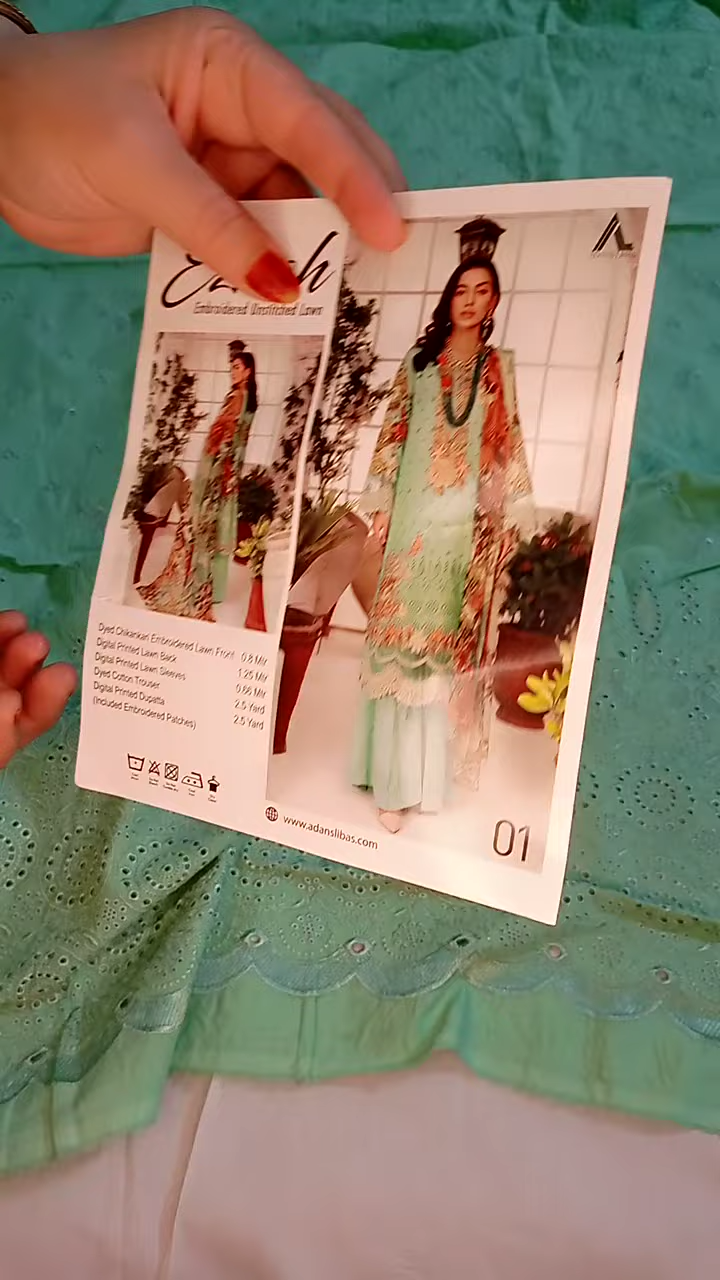 Embroidered Unstitched Lawn
Dyed Chikankari Embroidered Lawn Front 0.8 Mtr
Digital Printed Lawn Back 1.25 Mtr
Digital Printed Lawn Sleeves 0.66 Mtr
Dyed Cotton Trouser 2.5 Yard
Digital Printed Dupatta 2.5 Yard
(Included Embroidered Patches)
www.adanslibas.com
01